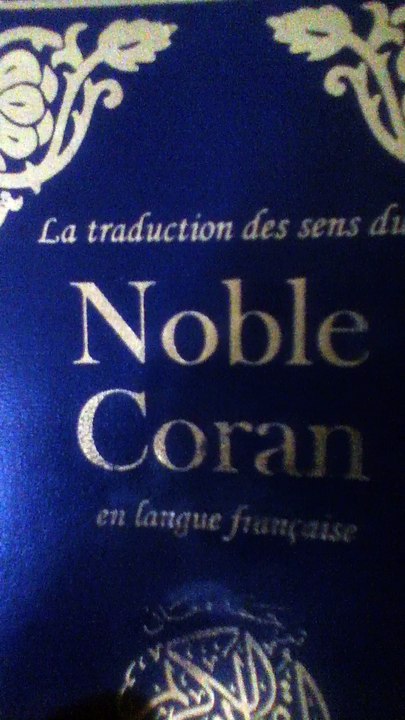 La traduction des sens du
Noble
Coran
en langue française